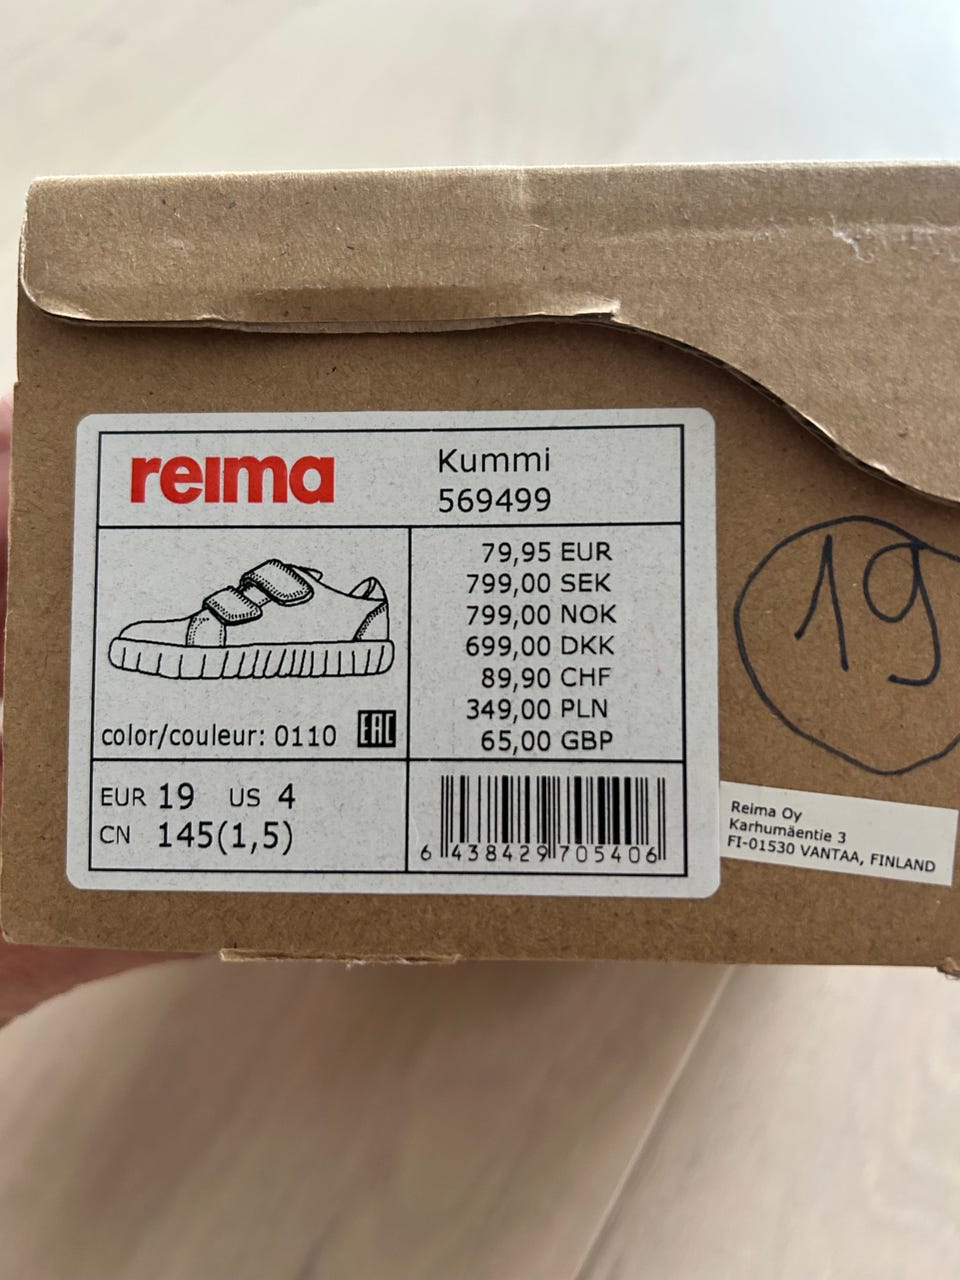 reima
Kummi
569499
79,95 EUR
799,00 SEK
799,00 NOK
699,00 DKK
89,90 CHF
349,00 PLN
65,00 GBP
color/couleur: 0110 EAC
EUR 19 US 4
CN 145(1,5)
6 438429 705406
19
Reima Oy
Karhumäentie 3
FI-01530 VANTAA, FINLAND